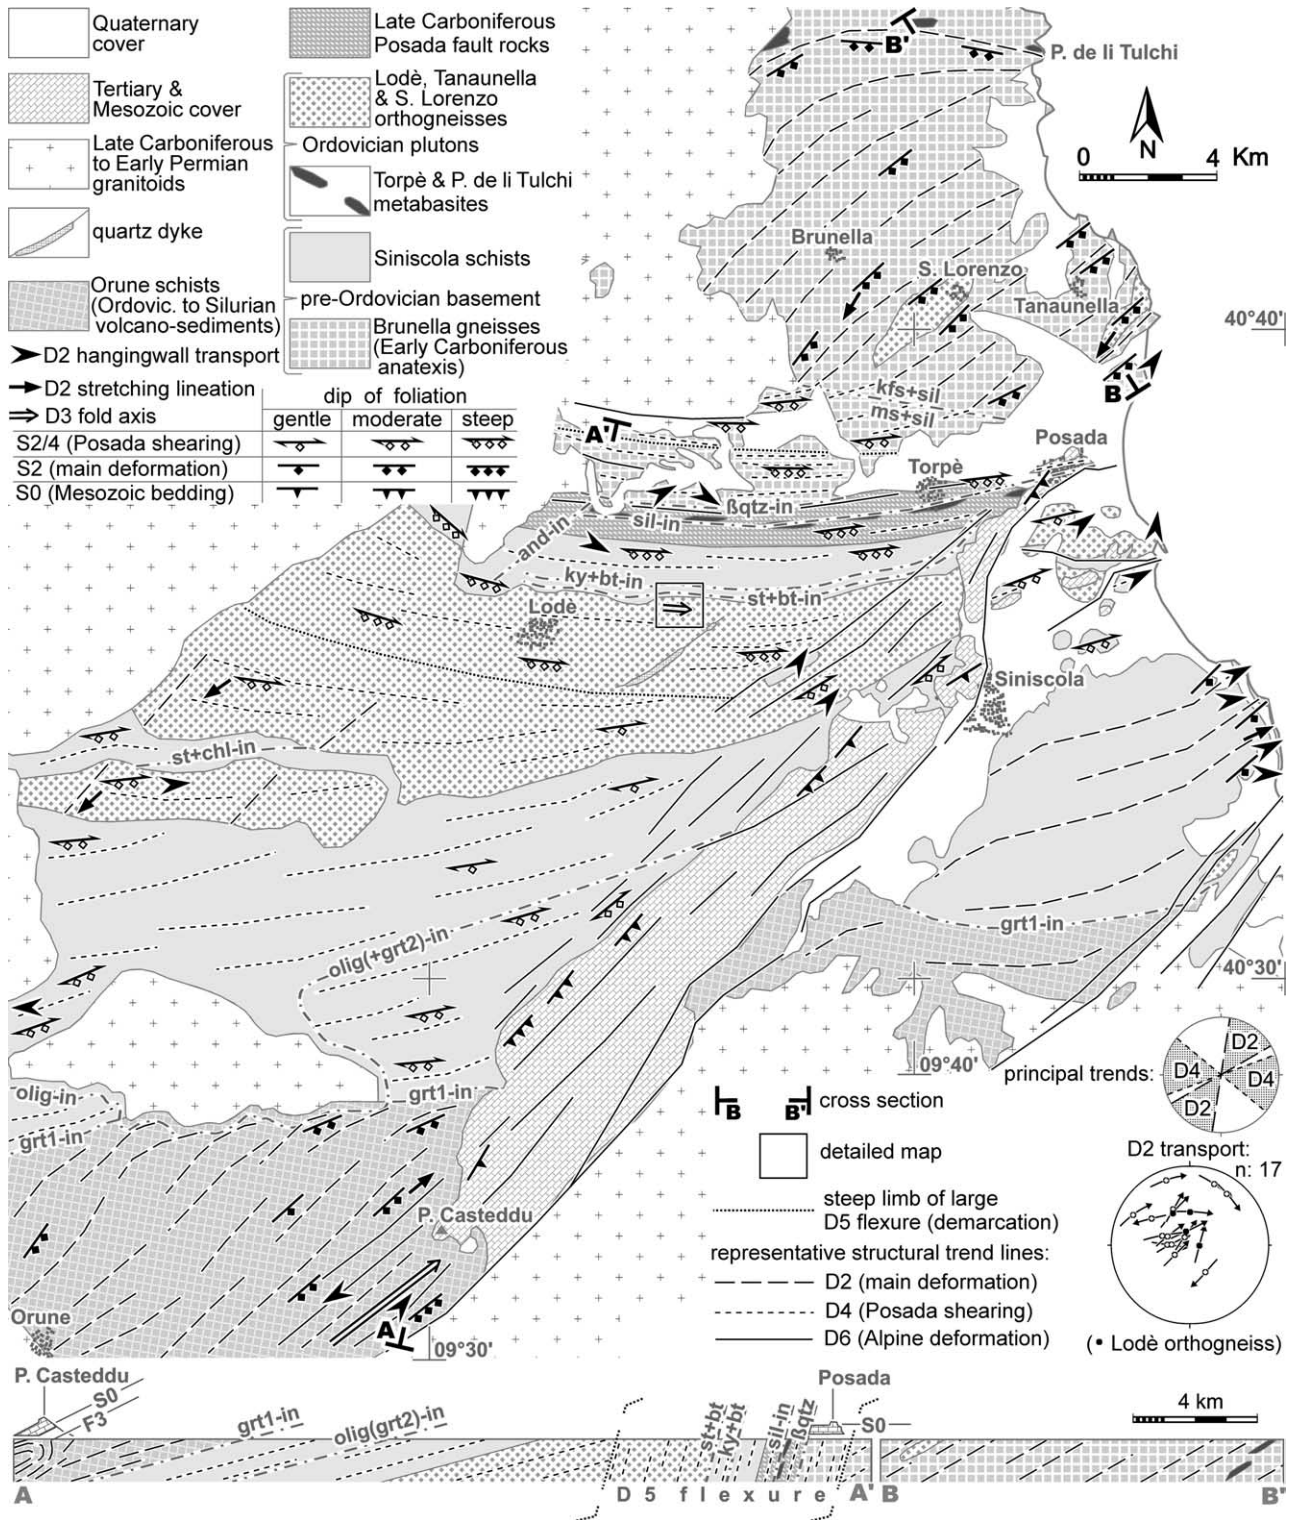 Quaternary
cover
Tertiary &
Mesozoic cover
Late Carboniferous
to Early Permian
granitoids
quartz dyke
Orune schists
(Ordovic. to Silurian
volcano-sediments)
D2 hangingwall transport
D2 stretching lineation
D3 fold axis
Late Carboniferous
Posada fault rocks
Lodè, Tanaunella
& S. Lorenzo
orthogneisses
Ordovician plutons
Torpè & P. de li Tulchi
metabasites
Siniscola schists
pre-Ordovician basement
Brunella gneisses
(Early Carboniferous
anatexis)
dip of foliation
gentle moderate steep
S2/4 (Posada shearing)
S2 (main deformation)
S0 (Mesozoic bedding)
B'
P. de li Tulchi
0 4 Km
N
Brunella
S. Lorenzo
Tanaunella
40°40'
B
kfs+sil
ms+sil
A'
Posada
Torpè
ßqtz-in
sil-in
and-in
ky+bt-in
st+bt-in
Lodè
Siniscola
st+chl-in
grt1-in
olig(+grt2)-in
40°30'
09°40'
olig-in
grt1-in
grt1-in
P. Casteddu
Orune
A
09°30'
principal trends:
D2
D4
D4
D2
B B' cross section
detailed map
D2 transport:
n: 17
steep limb of large
D5 flexure (demarcation)
representative structural trend lines:
D2 (main deformation)
D4 (Posada shearing)
D6 (Alpine deformation)
( • Lodè orthogneiss)
P. Casteddu
S0
F3
grt1-in
olig(grt2)-in
st+bt
ky+bt
sil-in
ßqtz
Posada
S0
4 km
A
D 5 f l e x u r e
A'
B
B'